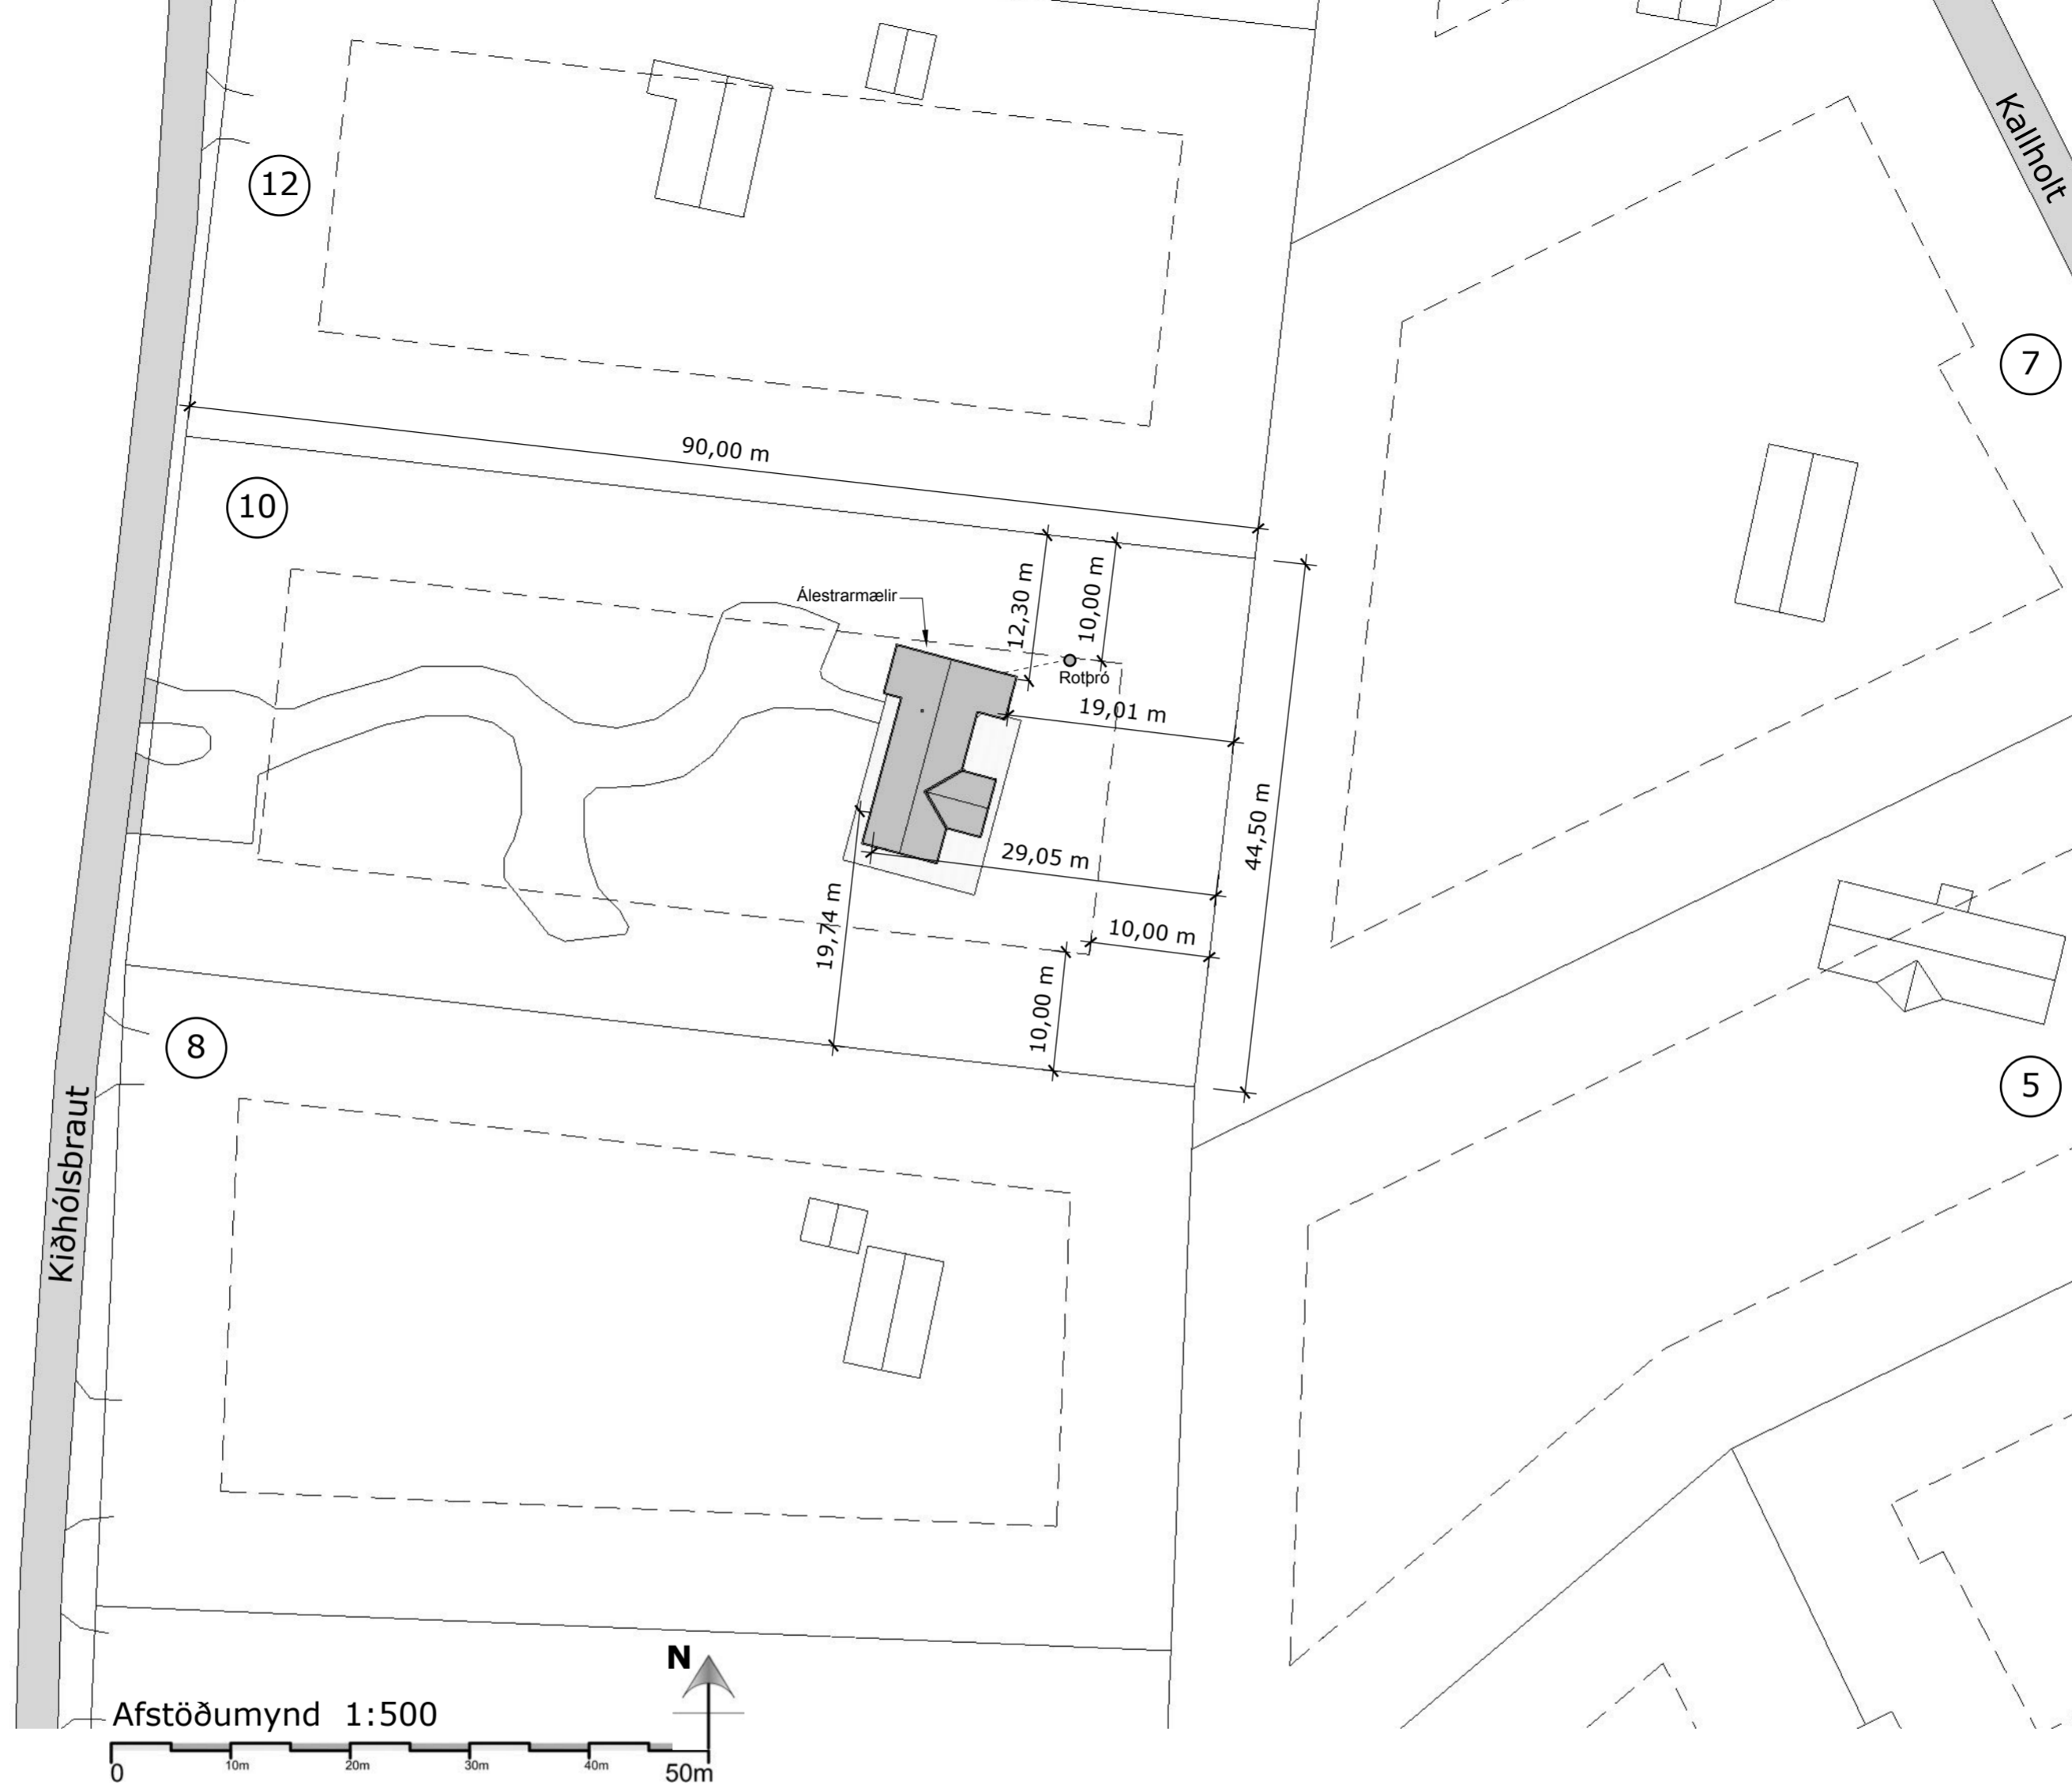 Kallholt
12
7
90,00 m
10
Álestrarmælir
12,30 m
10,00 m
Rotþró
19,01 m
44,50 m
29,05 m
19,74 m
10,00 m
10,00 m
8
5
Kiðhólsbraut
N
Afstöðumynd 1:500
0 10m 20m 30m 40m 50m